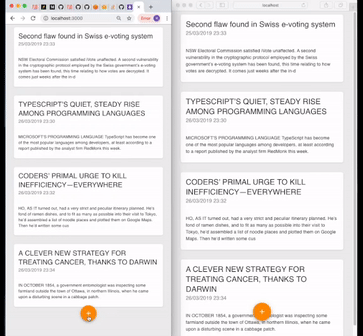 localhost:3000
Error
localhost
Second flaw found in Swiss e-voting system
25/03/2019 23:33
NSW Electoral Commission satisfied iVote unaffected. A second vulnerability
in the cryptographic protocol employed by the Swiss government's e-voting
system has been found, this time relating to how votes are decrypted. It
comes just weeks after the in-d
TYPESCRIPT'S QUIET, STEADY RISE
AMONG PROGRAMMING LANGUAGES
26/03/2019 23:30
MICROSOFT'S PROGRAMMING LANGUAGE TypeScript has become one
of the most popular languages among developers, at least according to
a report published by the analyst firm RedMonk this week.
CODERS' PRIMAL URGE TO KILL
INEFFICIENCY—EVERYWHERE
26/03/2019 23:32
HO, AS IT turned out, had a very strict and peculiar itinerary planned. He's
fond of ramen dishes, and to fit as many as possible into their visit to Tokyo,
he'd assembled a list of noodle places and plotted them on Google
Maps. Then he'd written some cus
A CLEVER NEW STRATEGY FOR
TREATING CANCER, THANKS TO DARWIN
26/03/2019 23:34
IN OCTOBER 1854, a government entomologist was inspecting some
farmland outside the town of Ottawa, in northern Illinois, when he came
upon a disturbing scene in a cabbage patch.
+
Second flaw found in Swiss e-voting system
25/03/2019 23:33
NSW Electoral Commission satisfied iVote unaffected. A second vulnerability
in the cryptographic protocol employed by the Swiss government's e-voting
system has been found, this time relating to how votes are decrypted. It
comes just weeks after the in-d
TYPESCRIPT'S QUIET, STEADY RISE
AMONG PROGRAMMING LANGUAGES
26/03/2019 23:30
MICROSOFT'S PROGRAMMING LANGUAGE TypeScript has become one
of the most popular languages among developers, at least according to
a report published by the analyst firm RedMonk this week.
CODERS' PRIMAL URGE TO KILL
INEFFICIENCY—EVERYWHERE
26/03/2019 23:32
HO, AS IT turned out, had a very strict and peculiar itinerary planned. He's
fond of ramen dishes, and to fit as many as possible into their visit to Tokyo,
he'd assembled a list of noodle places and plotted them on Google
Maps. Then he'd written some cus
A CLEVER NEW STRATEGY FOR
TREATING CANCER, THANKS TO
DARWIN
26/03/2019 23:34
IN OCTOBER 1854, a government entomologist was inspecting some
farmland outside the town of Ottawa, in northern Illinois, when he came
upon a disturbing scene in a cabbage patch.
+